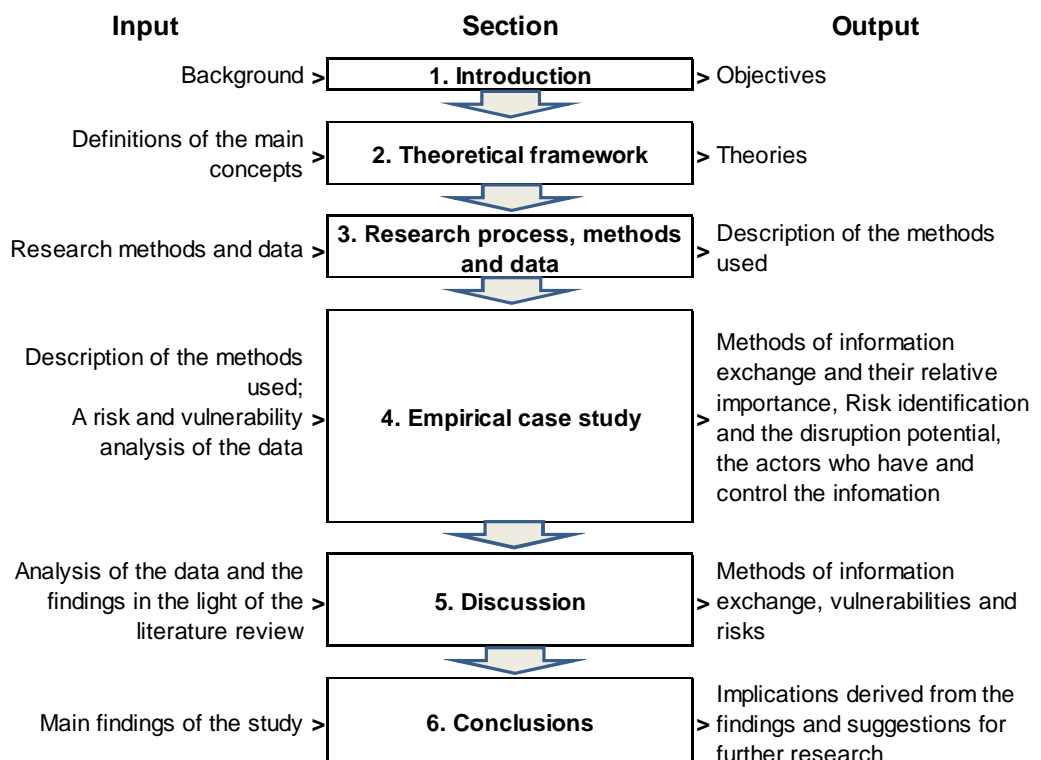 Input Section Output
Background > 1. Introduction > Objectives
Definitions of the main
concepts > 2. Theoretical framework > Theories
Research methods and data > 3. Research process, methods
and data > Description of the methods
used
Description of the methods
used;
A risk and vulnerability >
analysis of the data
4. Empirical case study
Methods of information
exchange and their relative
importance, Risk identification
> and the disruption potential,
the actors who have and
control the infomation
Analysis of the data and the
findings in the light of the >
literature review
5. Discussion
Methods of information
> exchange, vulnerabilities and
risks
Main findings of the study > 6. Conclusions
Implications derived from the
> findings and suggestions for
further research